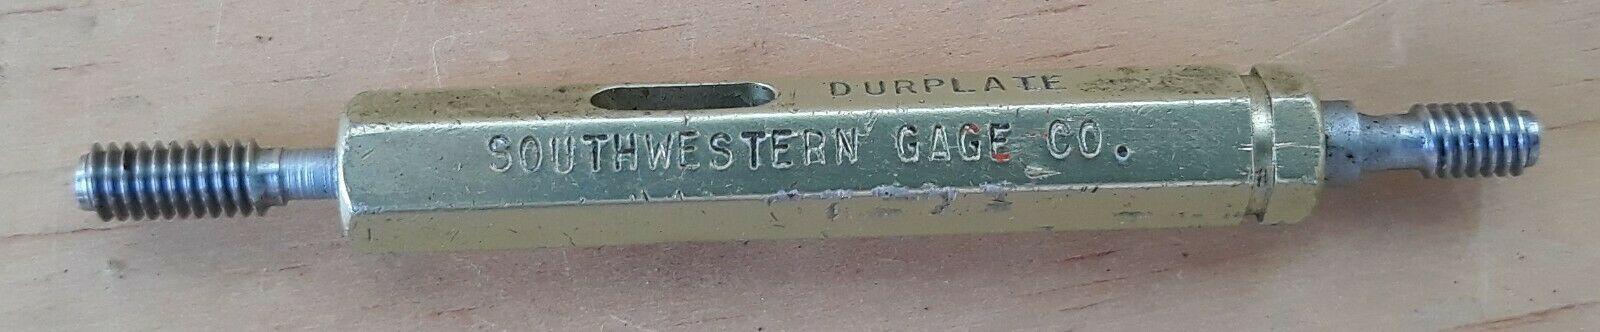 DURPLATE
SOUTHWESTERN GAGE CO.